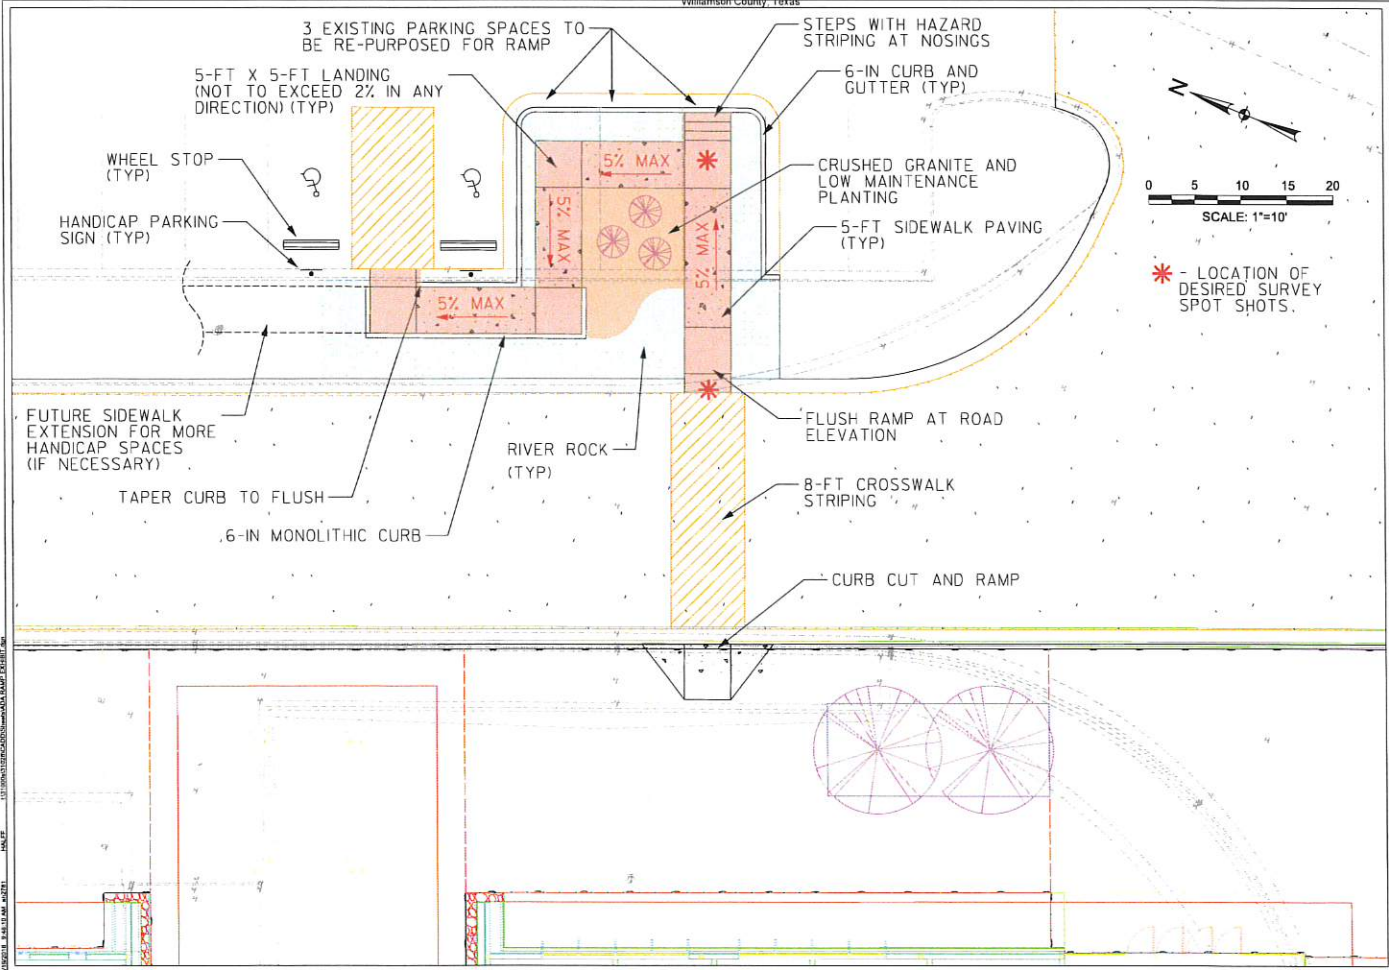 Williamson County, Texas
3 EXISTING PARKING SPACES TO
BE RE-PURPOSED FOR RAMP
STEPS WITH HAZARD
STRIPING AT NOSINGS
5-FT X 5-FT LANDING
(NOT TO EXCEED 2% IN ANY
DIRECTION) (TYP)
6-IN CURB AND
GUTTER (TYP)
N
WHEEL STOP
(TYP)
5% MAX
CRUSHED GRANITE AND
LOW MAINTENANCE
PLANTING
0 5 10 15 20
SCALE: 1"=10'
HANDICAP PARKING
SIGN (TYP)
5% MAX
5% MAX
5-FT SIDEWALK PAVING
(TYP)
- LOCATION OF
DESIRED SURVEY
SPOT SHOTS.
5% MAX
FUTURE SIDEWALK
EXTENSION FOR MORE
HANDICAP SPACES
(IF NECESSARY)
RIVER ROCK
(TYP)
FLUSH RAMP AT ROAD
ELEVATION
TAPER CURB TO FLUSH
8-FT CROSSWALK
STRIPING
6-IN MONOLITHIC CURB
CURB CUT AND RAMP
HALFF